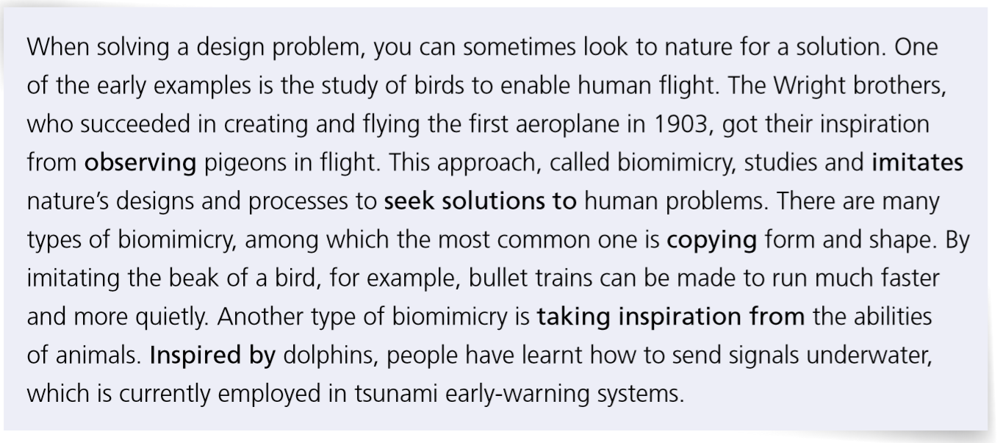 When solving a design problem, you can sometimes look to nature for a solution. One
of the early examples is the study of birds to enable human flight. The Wright brothers,
who succeeded in creating and flying the first aeroplane in 1903, got their inspiration
from observing pigeons in flight. This approach, called biomimicry, studies and imitates
nature's designs and processes to seek solutions to human problems. There are many
types of biomimicry, among which the most common one is copying form and shape. By
imitating the beak of a bird, for example, bullet trains can be made to run much faster
and more quietly. Another type of biomimicry is taking inspiration from the abilities
of animals. Inspired by dolphins, people have learnt how to send signals underwater,
which is currently employed in tsunami early-warning systems.